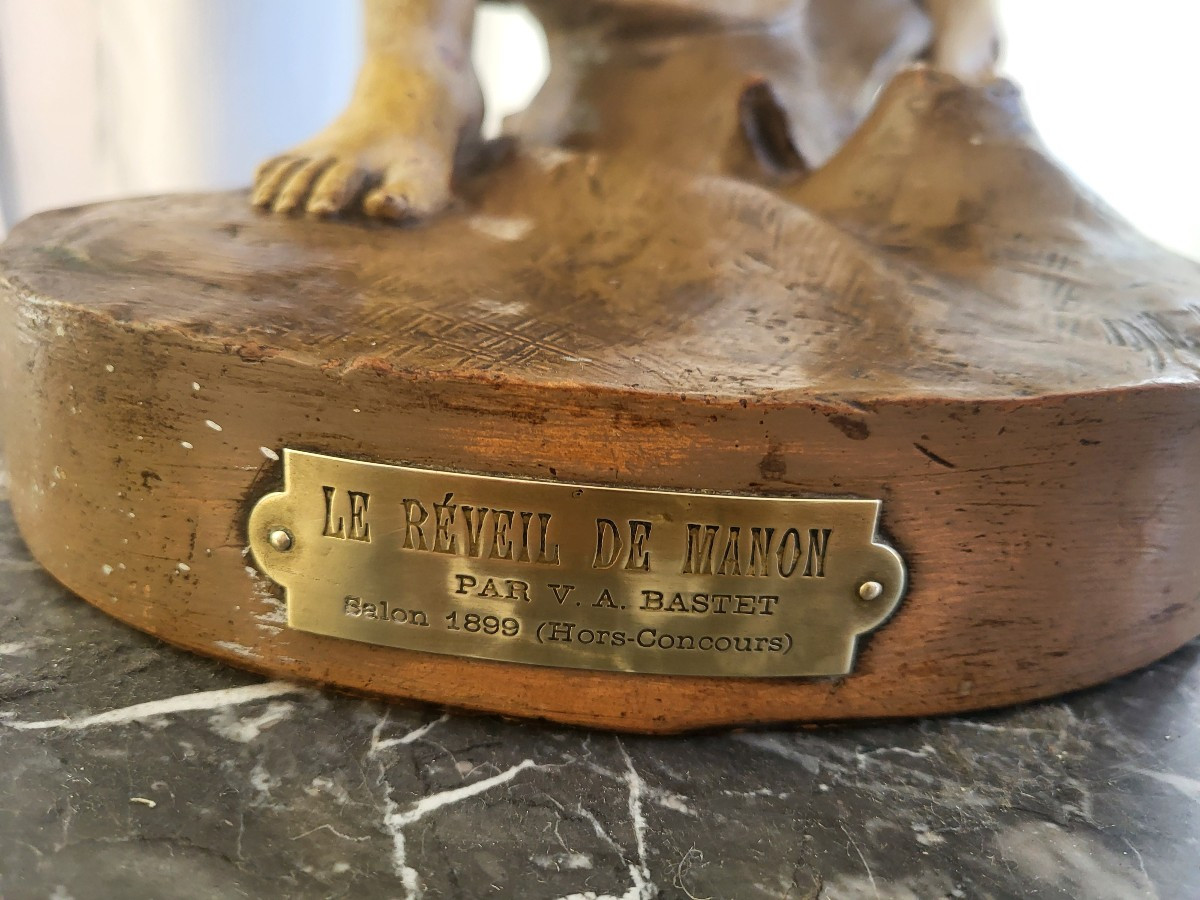 LE RÉVEIL DE MANON
PAR V. A. BASTET
Salon 1899 (Hors-Concours)